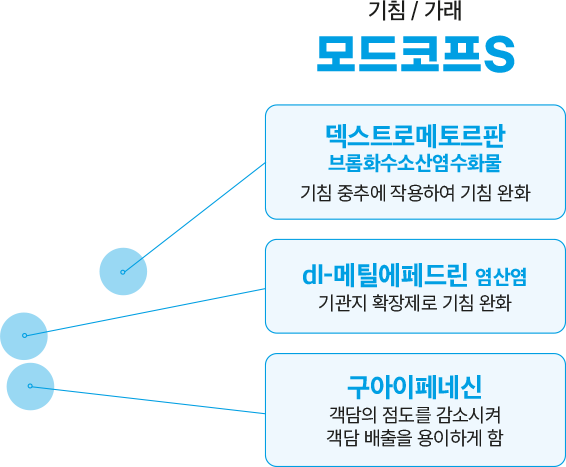 기침 / 가래
모드코프S
덱스트로메토르판
브롬화수소산염수화물
기침 중추에 작용하여 기침 완화
dl-메틸에페드린 염산염
기관지 확장제로 기침 완화
구아이페네신
객담의 점도를 감소시켜
객담 배출을 용이하게 함